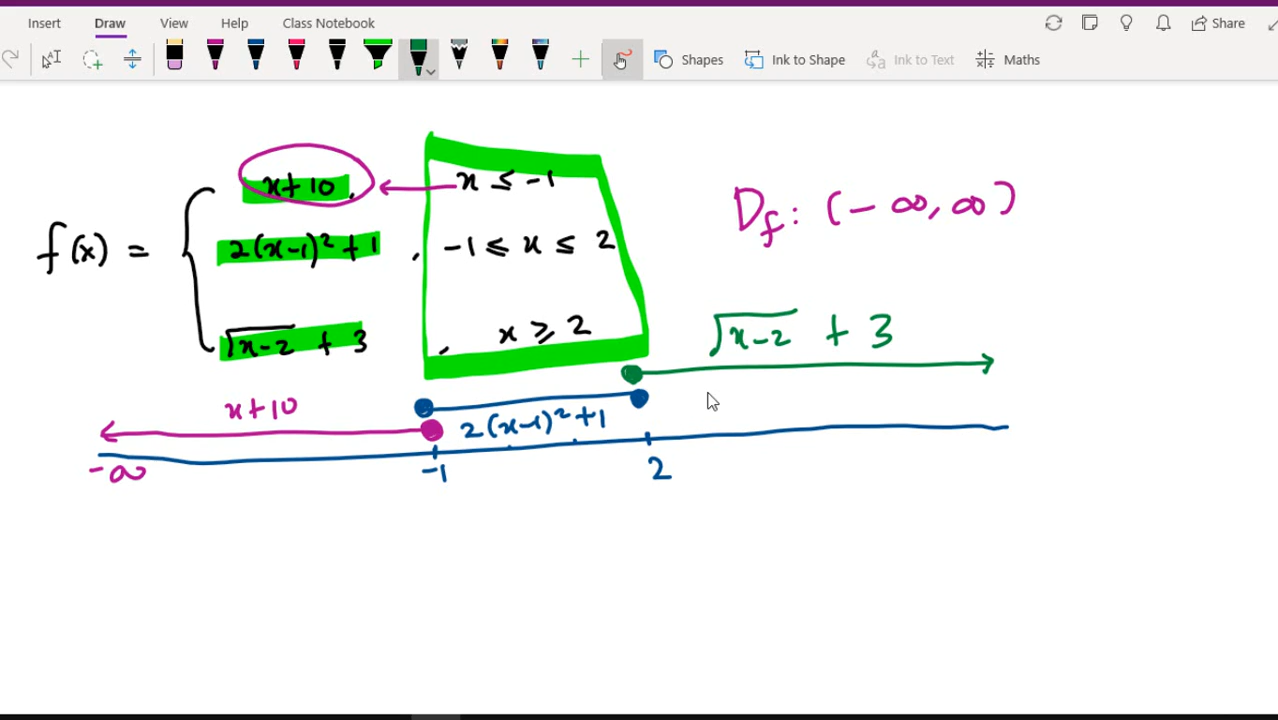 Insert Draw View Help Class Notebook Share
Shapes Ink to Shape Ink to Text Maths
x+10, x ≤ -1
D_f : (-∞, ∞)
f(x) = 2(x-1)² + 1, -1 ≤ x ≤ 2
√(x-2) + 3, x ≥ 2
√(x-2) + 3
x+10
2(x-1)²+1
-∞ -1 2